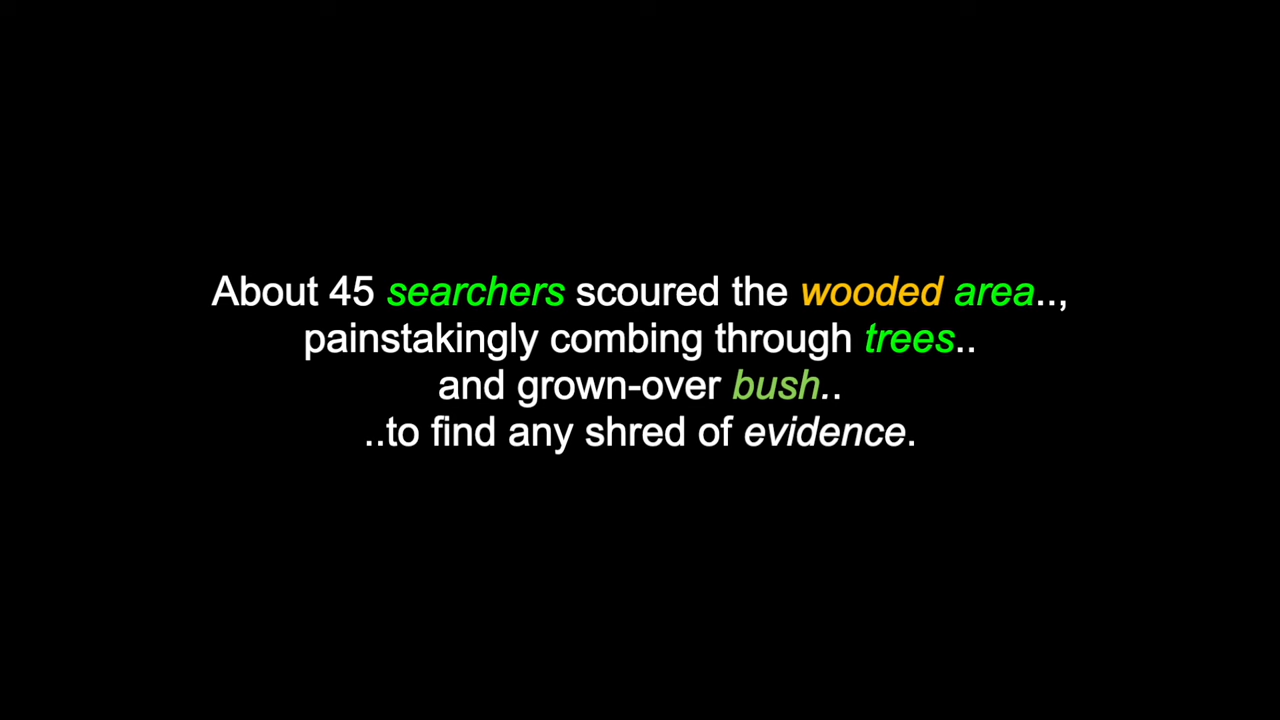 About 45 searchers scoured the wooded area..,
painstakingly combing through trees..
and grown-over bush..
..to find any shred of evidence.